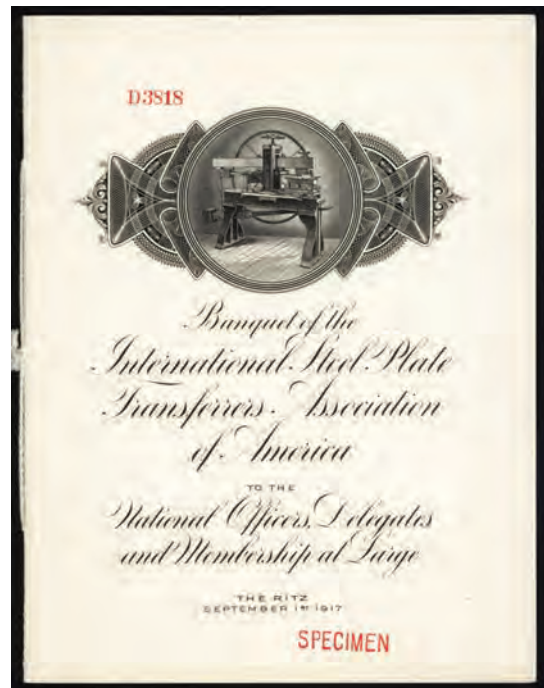 D3818
Banquet of the
International Steel Plate
Transferrers Association
of America
TO THE
National Officers, Delegates
and Membership at Large
THE RITZ
SEPTEMBER 1ST 1917
SPECIMEN